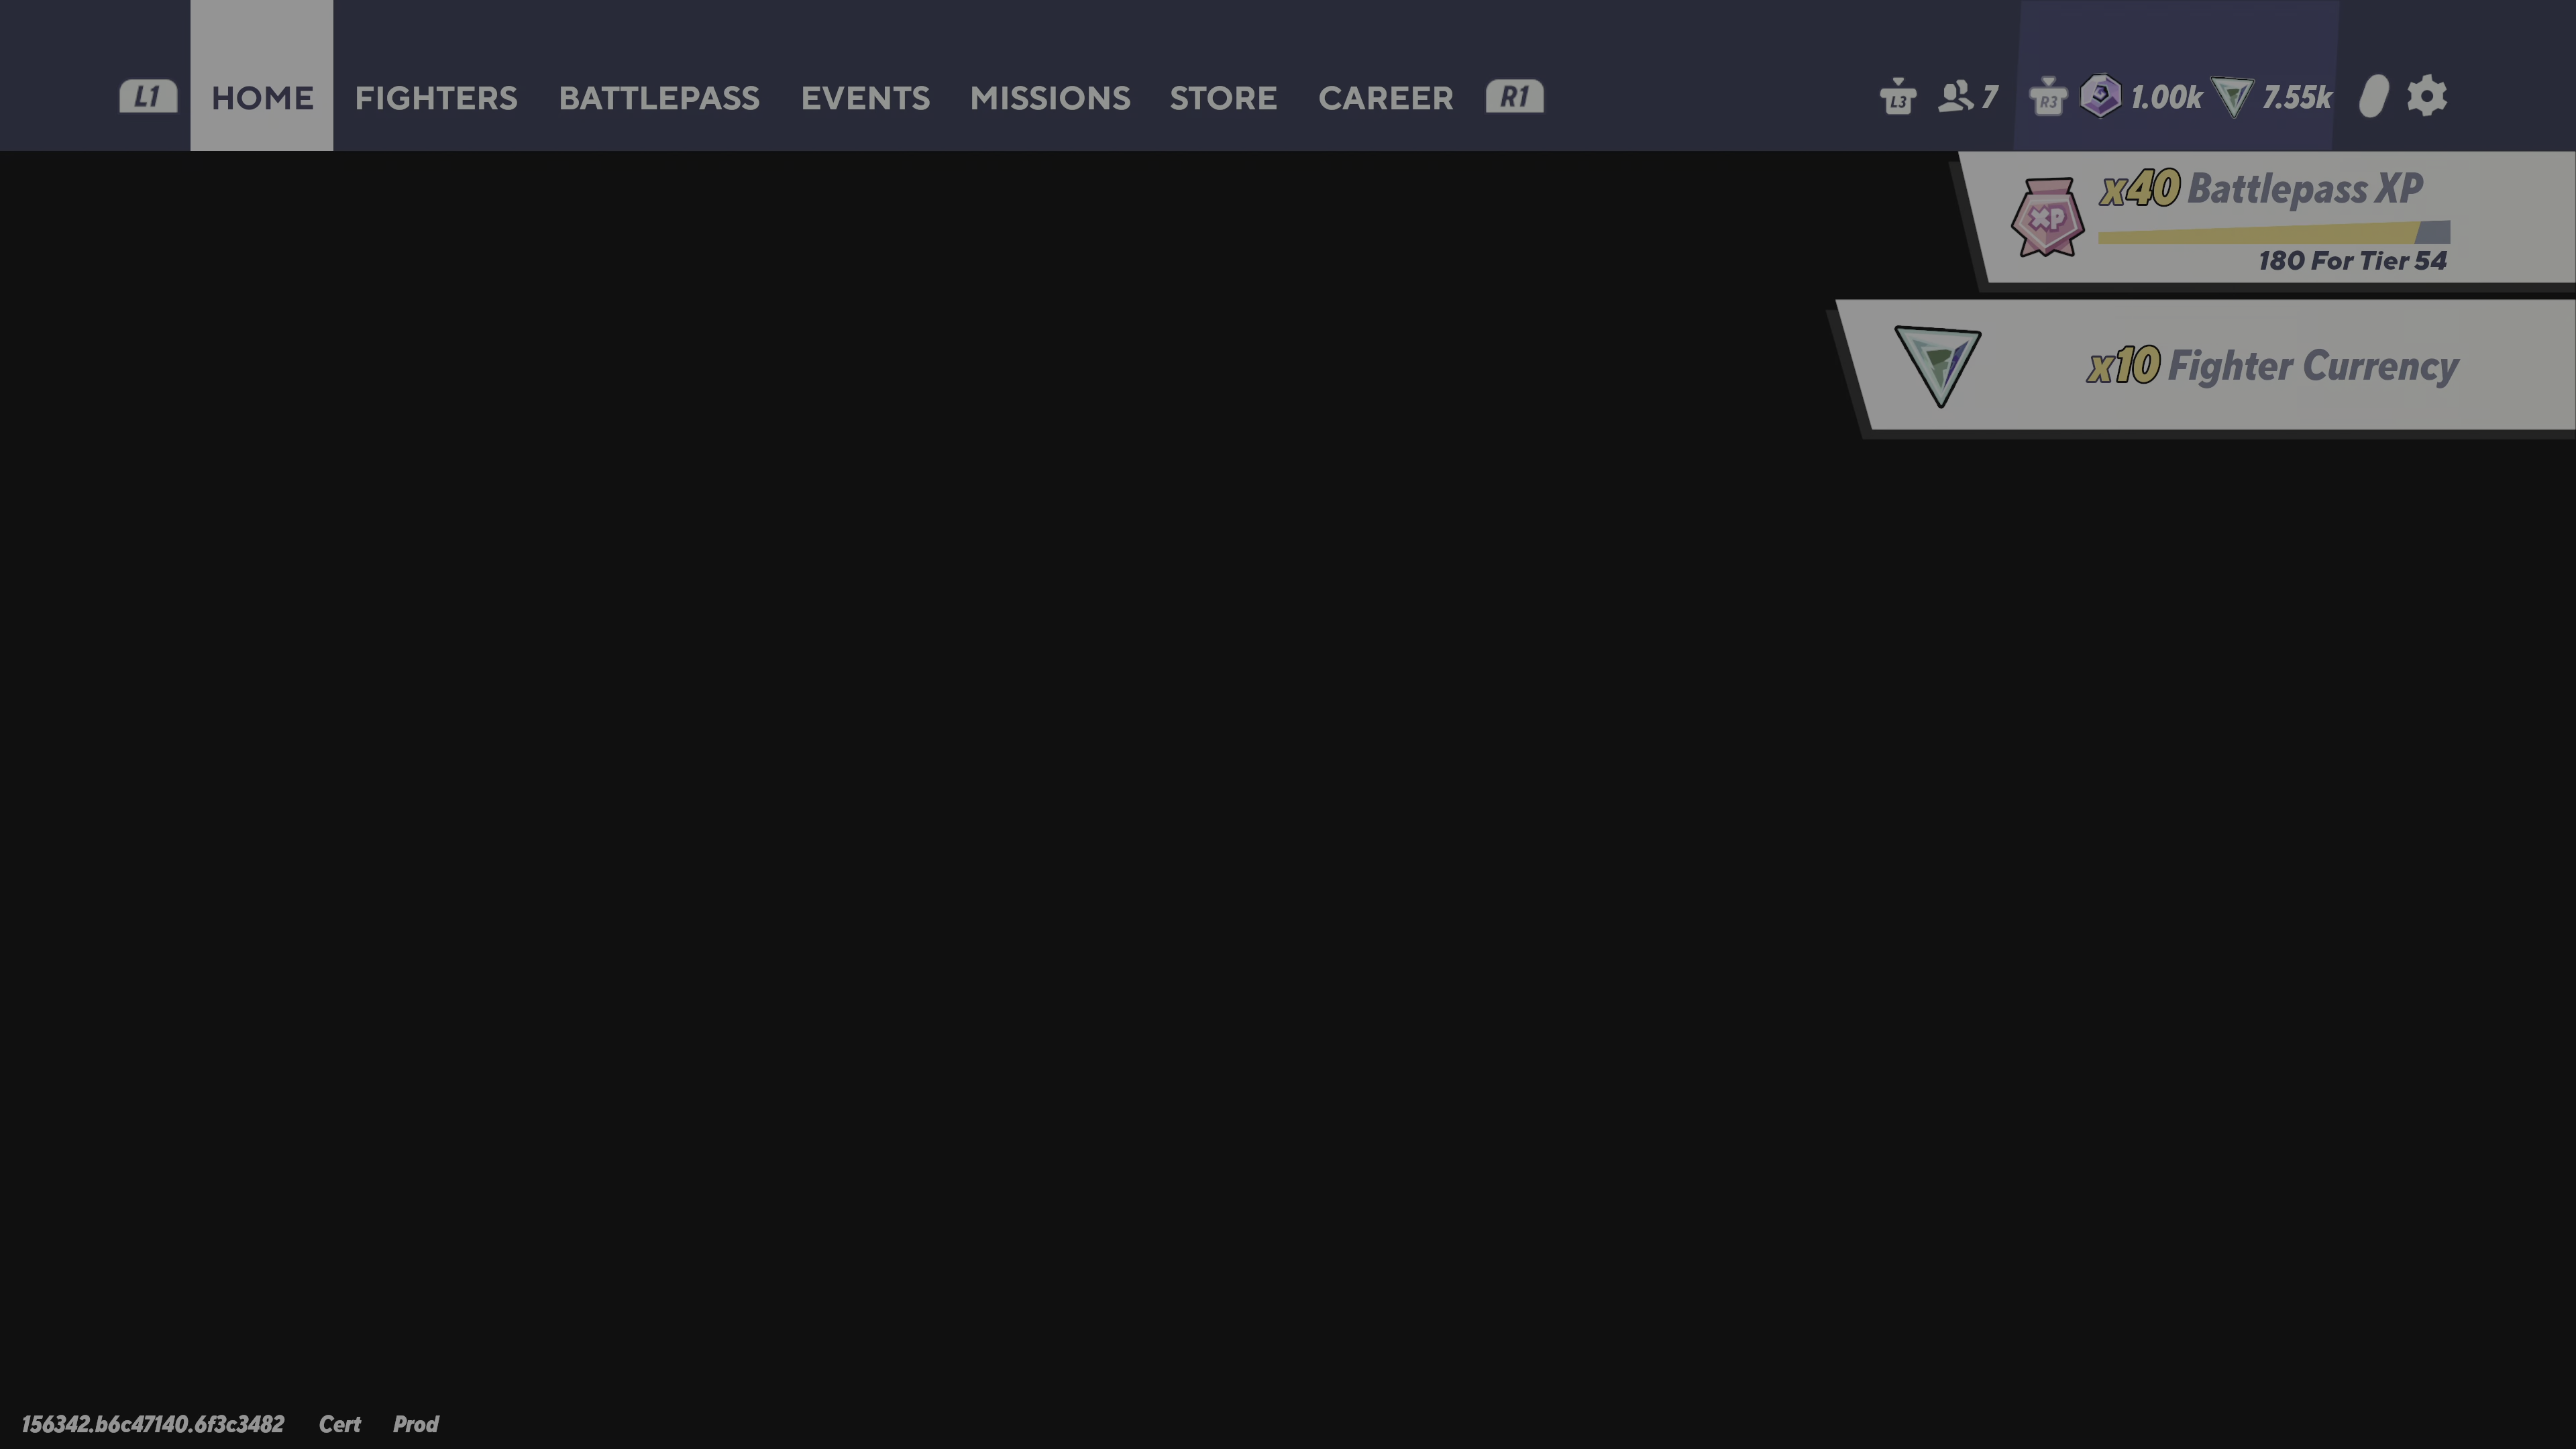 L1 HOME FIGHTERS BATTLEPASS EVENTS MISSIONS STORE CAREER R1 L3 7 R3 1.00k 7.55k
XP x40 Battlepass XP
180 For Tier 54
x10 Fighter Currency
156342.b6c47140.6f3c3482 Cert Prod